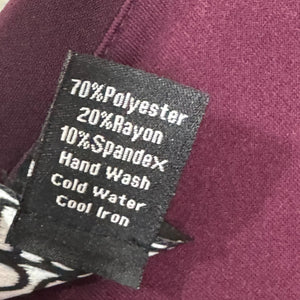 70%Polyester
20%Rayon
10%Spandex
Hand Wash
Cold Water
Cool Iron